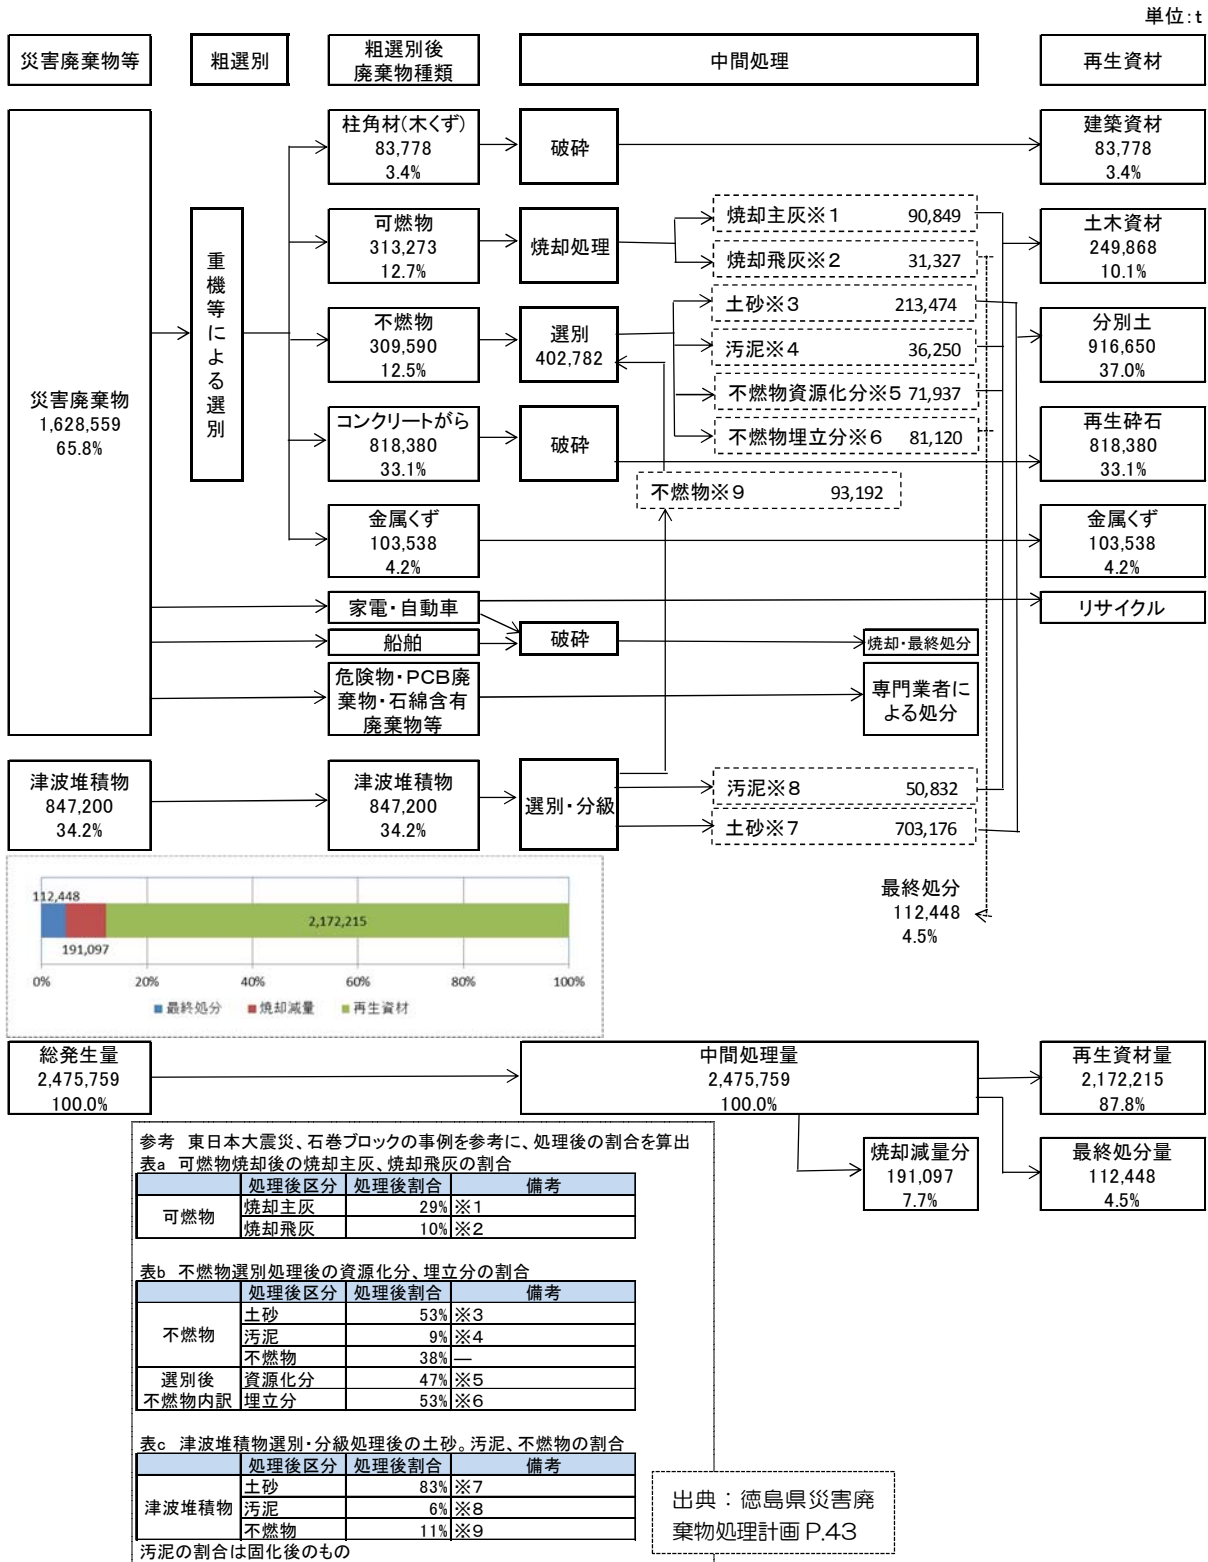 単位:t
災害廃棄物等
粗選別
粗選別後
廃棄物種類
中間処理
再生資材
災害廃棄物
1,628,559
65.8%
重機等による選別
柱角材(木くず)
83,778
3.4%
破砕
建築資材
83,778
3.4%
可燃物
313,273
12.7%
焼却処理
焼却主灰※1 90,849
焼却飛灰※2 31,327
土木資材
249,868
10.1%
不燃物
309,590
12.5%
選別
402,782
土砂※3 213,474
汚泥※4 36,250
不燃物資源化分※5 71,937
不燃物埋立分※6 81,120
分別土
916,650
37.0%
コンクリートがら
818,380
33.1%
破砕
再生砕石
818,380
33.1%
不燃物※9 93,192
金属くず
103,538
4.2%
金属くず
103,538
4.2%
家電・自動車
リサイクル
船舶
破砕
焼却・最終処分
危険物・PCB廃
棄物・石綿含有
廃棄物等
専門業者に
よる処分
津波堆積物
847,200
34.2%
津波堆積物
847,200
34.2%
選別・分級
汚泥※8 50,832
土砂※7 703,176
最終処分
112,448
4.5%
112,448
2,172,215
191,097
0% 20% 40% 60% 80% 100%
最終処分 焼却減量 再生資材
総発生量
2,475,759
100.0%
中間処理量
2,475,759
100.0%
再生資材量
2,172,215
87.8%
焼却減量分
191,097
7.7%
最終処分量
112,448
4.5%
参考 東日本大震災、石巻ブロックの事例を参考に、処理後の割合を算出
表a 可燃物焼却後の焼却主灰、焼却飛灰の割合
処理後区分 処理後割合 備考
可燃物
焼却主灰 29% ※1
焼却飛灰 10% ※2
表b 不燃物選別処理後の資源化分、埋立分の割合
処理後区分 処理後割合 備考
不燃物
土砂 53% ※3
汚泥 9% ※4
不燃物 38% ―
選別後
不燃物内訳
資源化分 47% ※5
埋立分 53% ※6
表c 津波堆積物選別・分級処理後の土砂。汚泥、不燃物の割合
処理後区分 処理後割合 備考
津波堆積物
土砂 83% ※7
汚泥 6% ※8
不燃物 11% ※9
汚泥の割合は固化後のもの
出典：徳島県災害廃
棄物処理計画 P.43